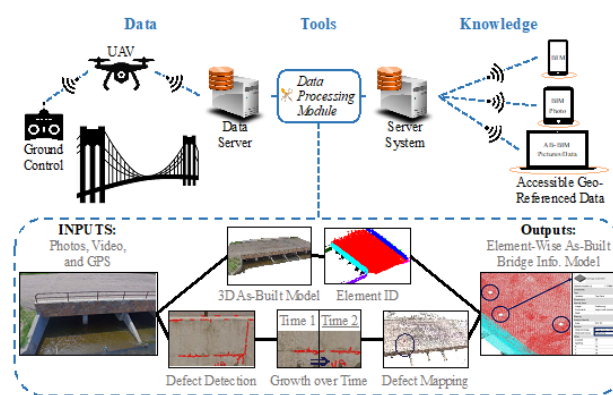 Data
Tools
Knowledge
UAV
Ground
Control
Data
Server
Data
Processing
Module
Server
System
BIM
BIM
Photo
AB-BIM
Pictures/Data
Accessible Geo-
Referenced Data
INPUTS:
Photos, Video,
and GPS
3D As-Built Model
Element ID
Outputs:
Element-Wise As-Built
Bridge Info. Model
Time 1
Time 2
Defect Detection
Growth over Time
Defect Mapping